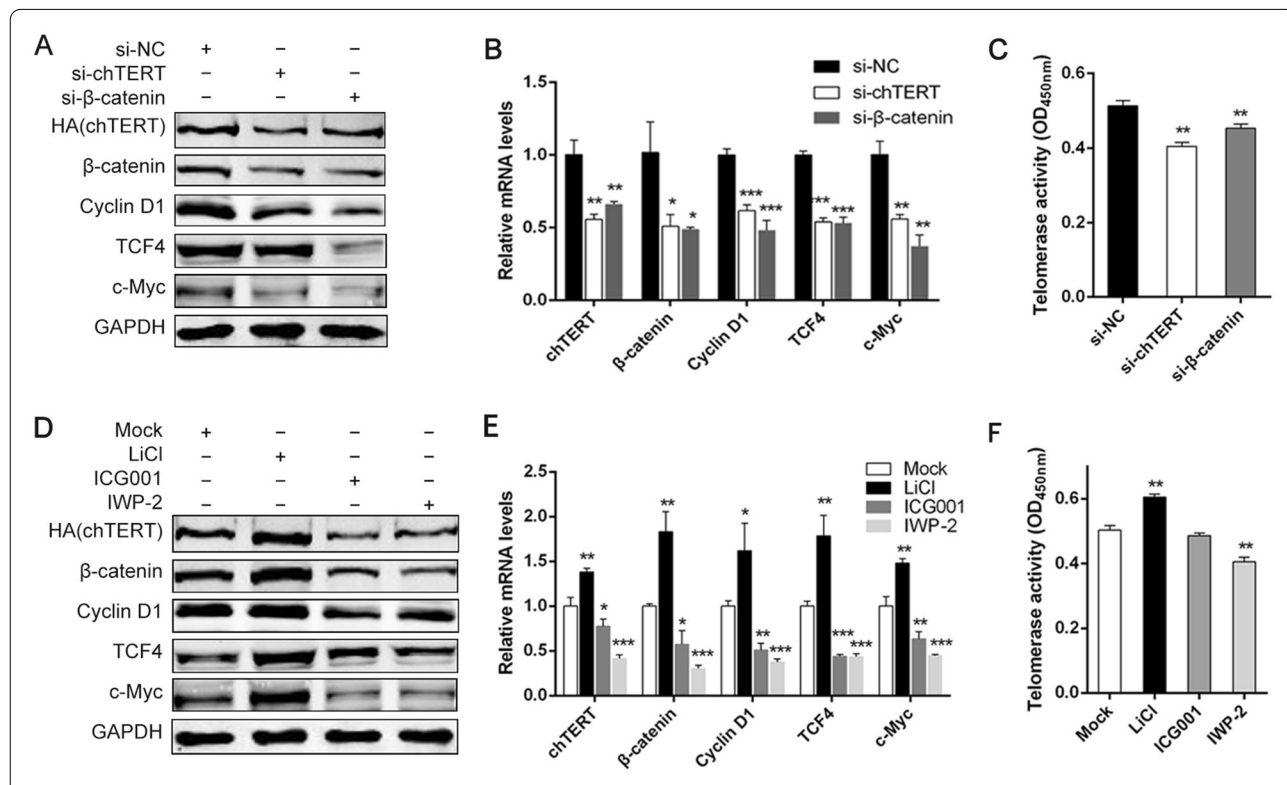 A
si-NC + − −
si-chTERT − + −
si-β-catenin − − +
HA(chTERT)
β-catenin
Cyclin D1
TCF4
c-Myc
GAPDH
B
si-NC
si-chTERT
si-β-catenin
Relative mRNA levels
1.5
1.0
0.5
0.0
** **
* *
*** ***
*** ***
** **
chTERT
β-catenin
Cyclin D1
TCF4
c-Myc
C
Telomerase activity (OD450nm)
0.6
0.4
0.2
0.0
** **
si-NC
si-chTERT
si-β-catenin
D
Mock + − − −
LiCl − + − −
ICG001 − − + −
IWP-2 − − − +
HA(chTERT)
β-catenin
Cyclin D1
TCF4
c-Myc
GAPDH
E
Mock
LiCl
ICG001
IWP-2
Relative mRNA levels
2.5
2.0
1.5
1.0
0.5
0.0
** * ***
** * ***
* ** ***
** *** ***
** ** ***
chTERT
β-catenin
Cyclin D1
TCF4
c-Myc
F
Telomerase activity (OD450nm)
0.6
0.4
0.2
0.0
** **
Mock
LiCl
ICG001
IWP-2